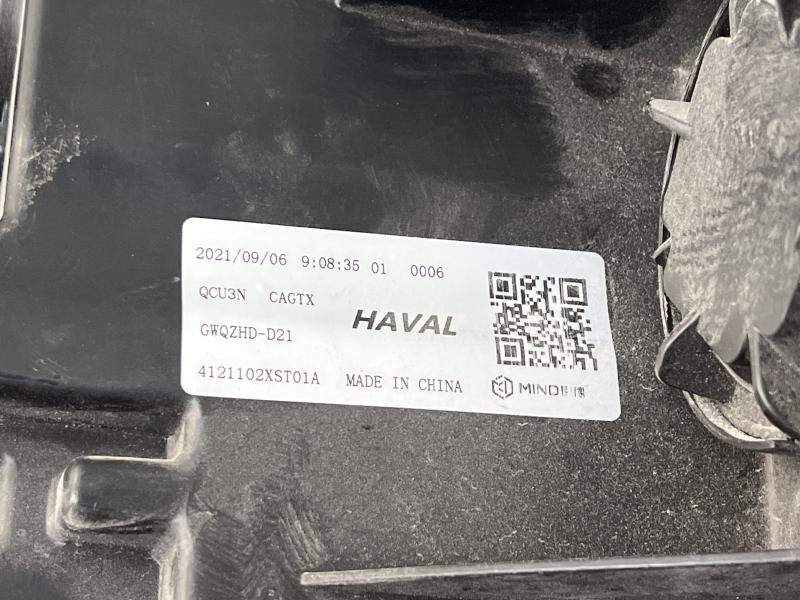 2021/09/06 9:08:35 01 0006
QCU3N CAGTX
HAVAL
GWQZHD-D21
4121102XST01A MADE IN CHINA
MIND